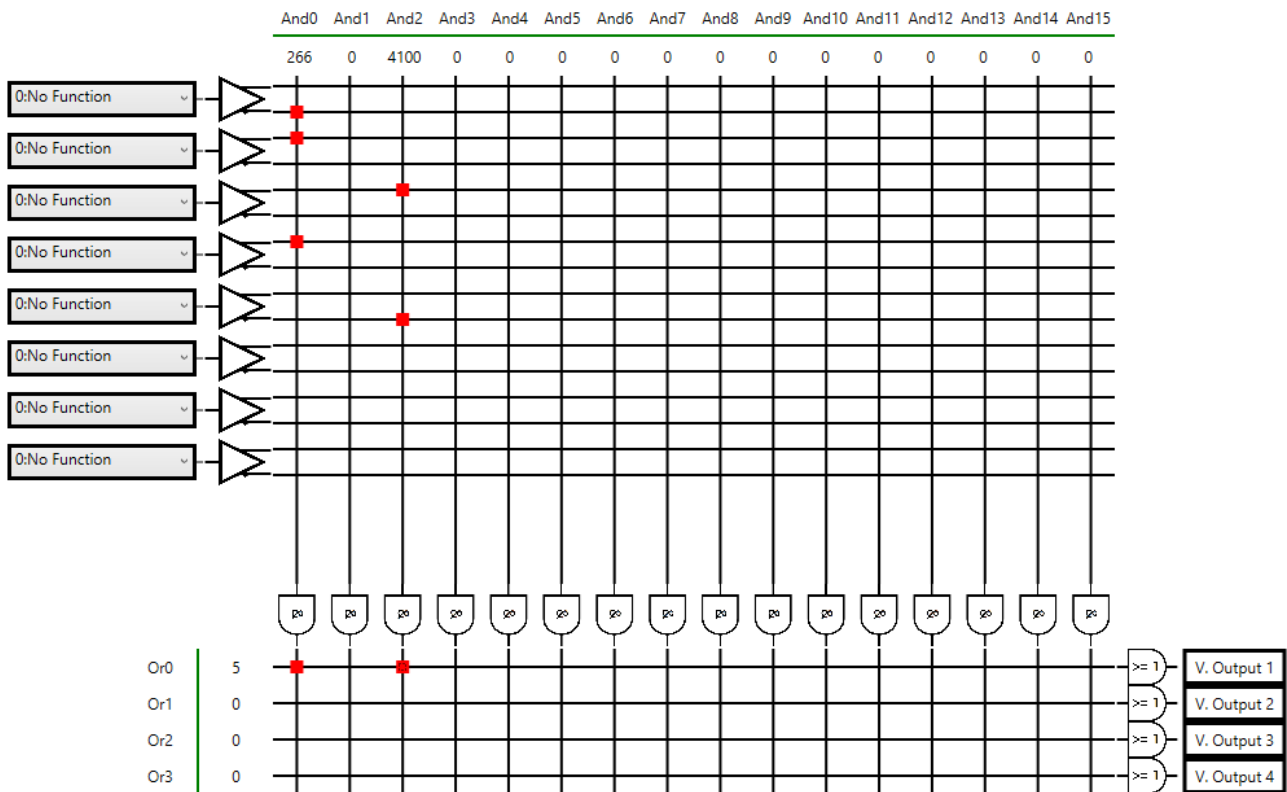 And0 And1 And2 And3 And4 And5 And6 And7 And8 And9 And10 And11 And12 And13 And14 And15
266 0 4100 0 0 0 0 0 0 0 0 0 0 0 0 0
0:No Function
0:No Function
0:No Function
0:No Function
0:No Function
0:No Function
0:No Function
0:No Function
& & & & & & & & & & & & & & & &
Or0 5 >= 1 V. Output 1
Or1 0 >= 1 V. Output 2
Or2 0 >= 1 V. Output 3
Or3 0 >= 1 V. Output 4